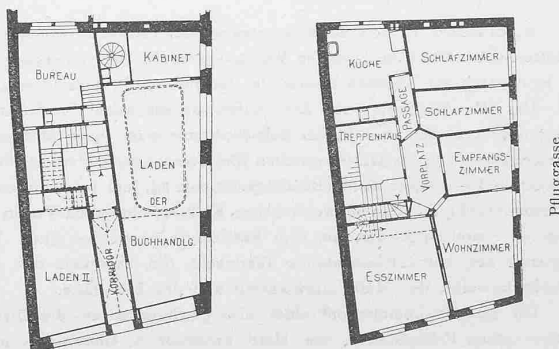 BUREAU
KABINET
LADEN
DER
BUCHHANDLG.
LADEN II
KORRIDOR
KÜCHE
SCHLAFZIMMER
PASSAGE
SCHLAFZIMMER
TREPPENHAUS
VORPLATZ
EMPFANGS-
ZIMMER
WOHNZIMMER
ESSZIMMER
Pfluggasse